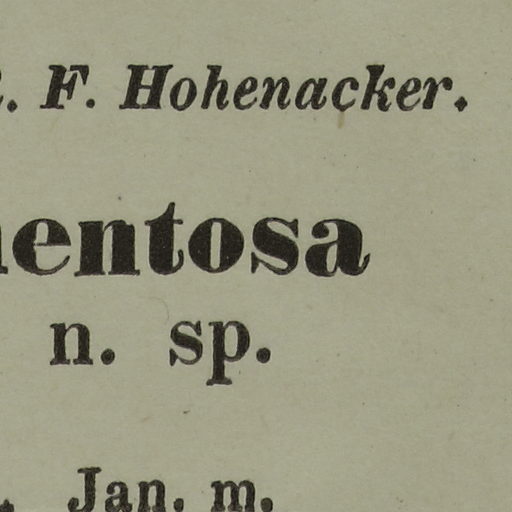 . F. Hohenacker.
entosa
n. sp.
. Jan. m.